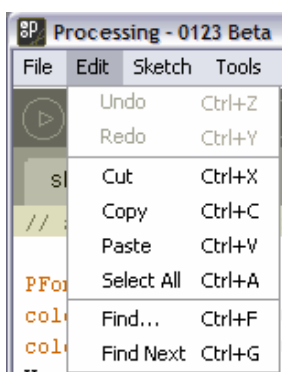 Processing - 0123 Beta
File Edit Sketch Tools
Undo Ctrl+Z
Redo Ctrl+Y
Cut Ctrl+X
Copy Ctrl+C
Paste Ctrl+V
Select All Ctrl+A
Find... Ctrl+F
Find Next Ctrl+G
//